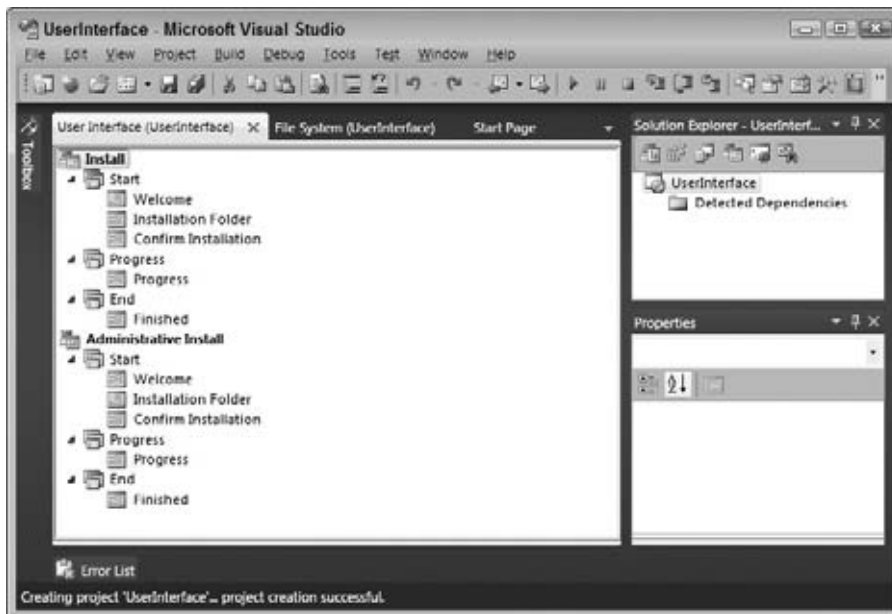 UserInterface - Microsoft Visual Studio
File Edit View Project Build Debug Tools Test Window Help
Toolbox
User Interface (UserInterface) File System (UserInterface) Start Page
Install
Start
Welcome
Installation Folder
Confirm Installation
Progress
Progress
End
Finished
Administrative Install
Start
Welcome
Installation Folder
Confirm Installation
Progress
Progress
End
Finished
Solution Explorer - UserInterf...
UserInterface
Detected Dependencies
Properties
Error List
Creating project 'UserInterface'... project creation successful.